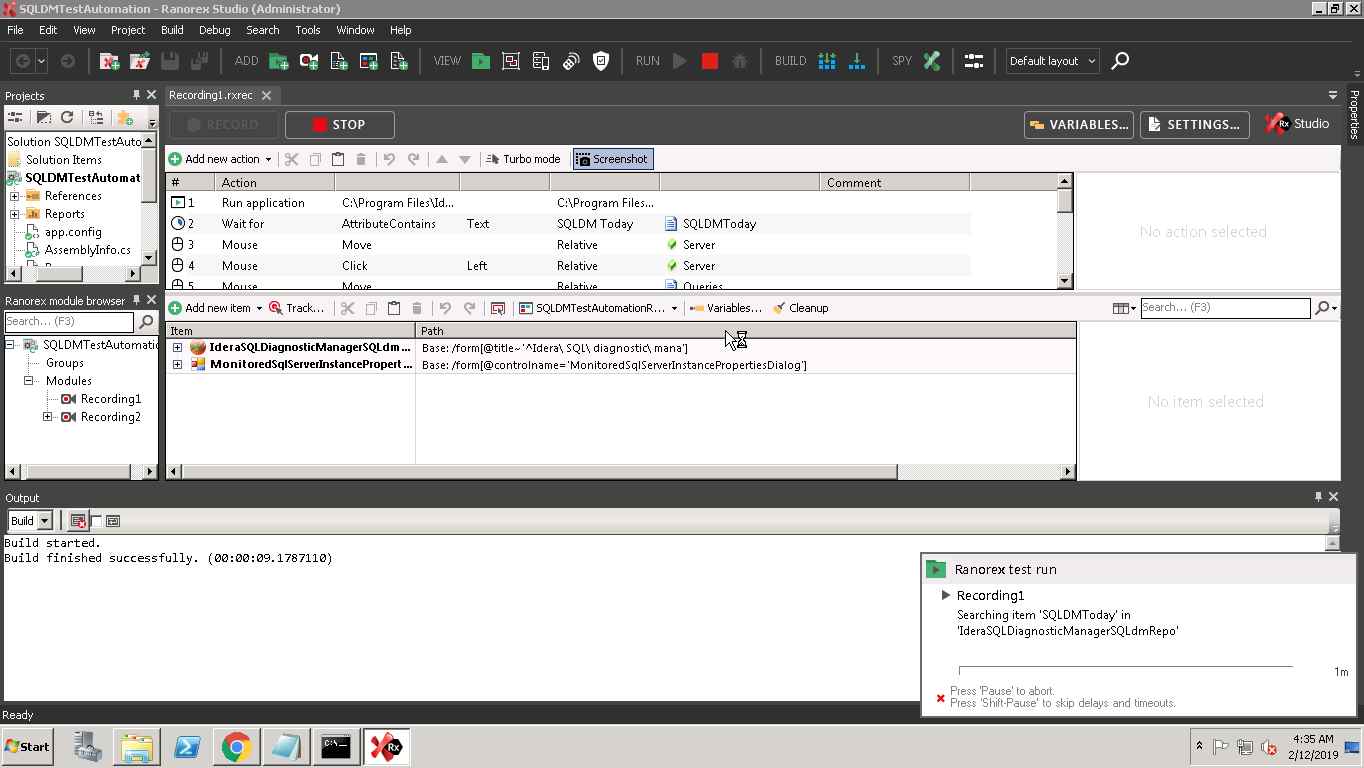 SQLDMTestAutomation - Ranorex Studio (Administrator)
File Edit View Project Build Debug Search Tools Window Help
ADD VIEW RUN BUILD SPY Default layout
Projects
Recording1.rxrec
Properties
RECORD STOP VARIABLES... SETTINGS... Rx Studio
Solution SQLDMTestAuto
Solution Items
SQLDMTestAutomat
References
Reports
app.config
AssemblyInfo.cs
Add new action Turbo mode Screenshot
# Action Comment
1 Run application C:\Program Files\Ide... C:\Program Files...
2 Wait for AttributeContains Text SQLDM Today SQLDMToday
3 Mouse Move Relative Server
4 Mouse Click Left Relative Server
5 Mouse Move Relative Queries
No action selected
Ranorex module browser
Search... (F3)
SQLDMTestAutomatio
Groups
Modules
Recording1
Recording2
Add new item Track... SQLDMTestAutomationR... Variables... Cleanup Search... (F3)
Item Path
IderaSQLDiagnosticManagerSQLdm... Base: /form[@title~'^Idera\ SQL\ diagnostic\ mana']
MonitoredSqlServerInstancePropert... Base: /form[@controlname='MonitoredSqlServerInstancePropertiesDialog']
No item selected
Output
Build
Build started.
Build finished successfully. (00:00:09.1787110)
Ranorex test run
Recording1
Searching item 'SQLDMToday' in
'IderaSQLDiagnosticManagerSQLdmRepo'
1m
Press 'Pause' to abort.
Press 'Shift-Pause' to skip delays and timeouts.
Ready
Start
C:\_
Rx
4:35 AM
2/12/2019